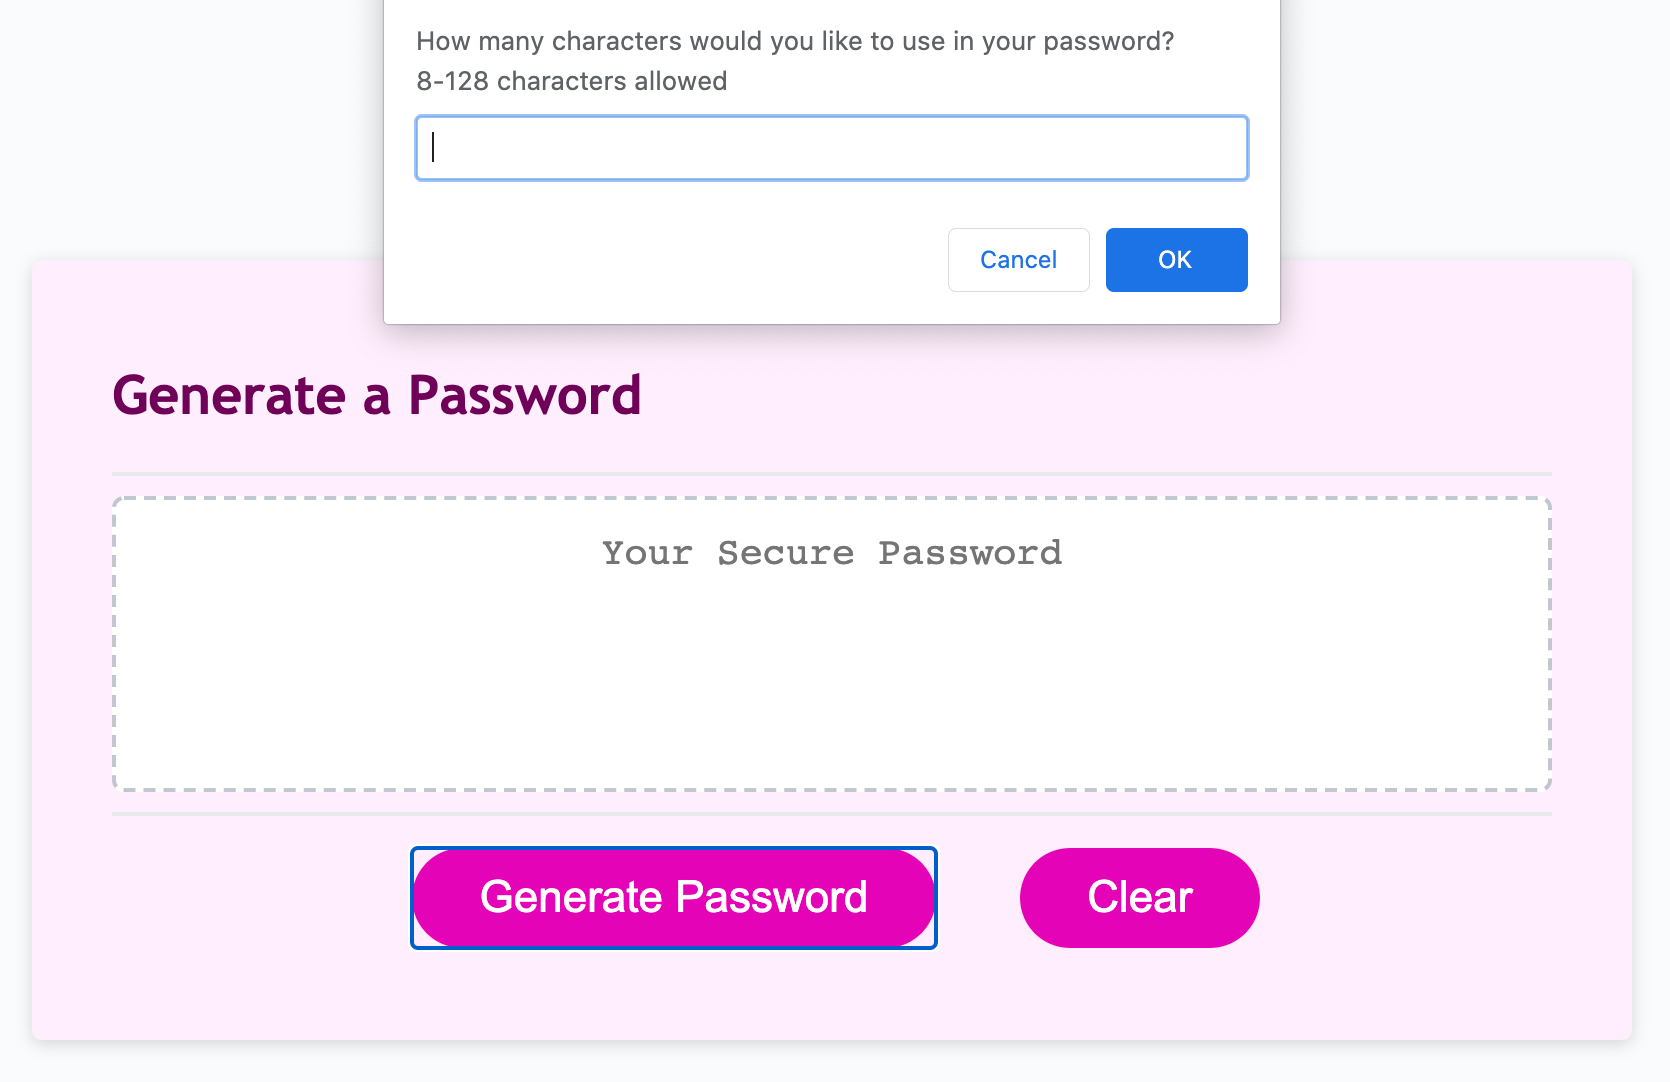 How many characters would you like to use in your password?
8-128 characters allowed
Cancel
OK
Generate a Password
Your Secure Password
Generate Password
Clear